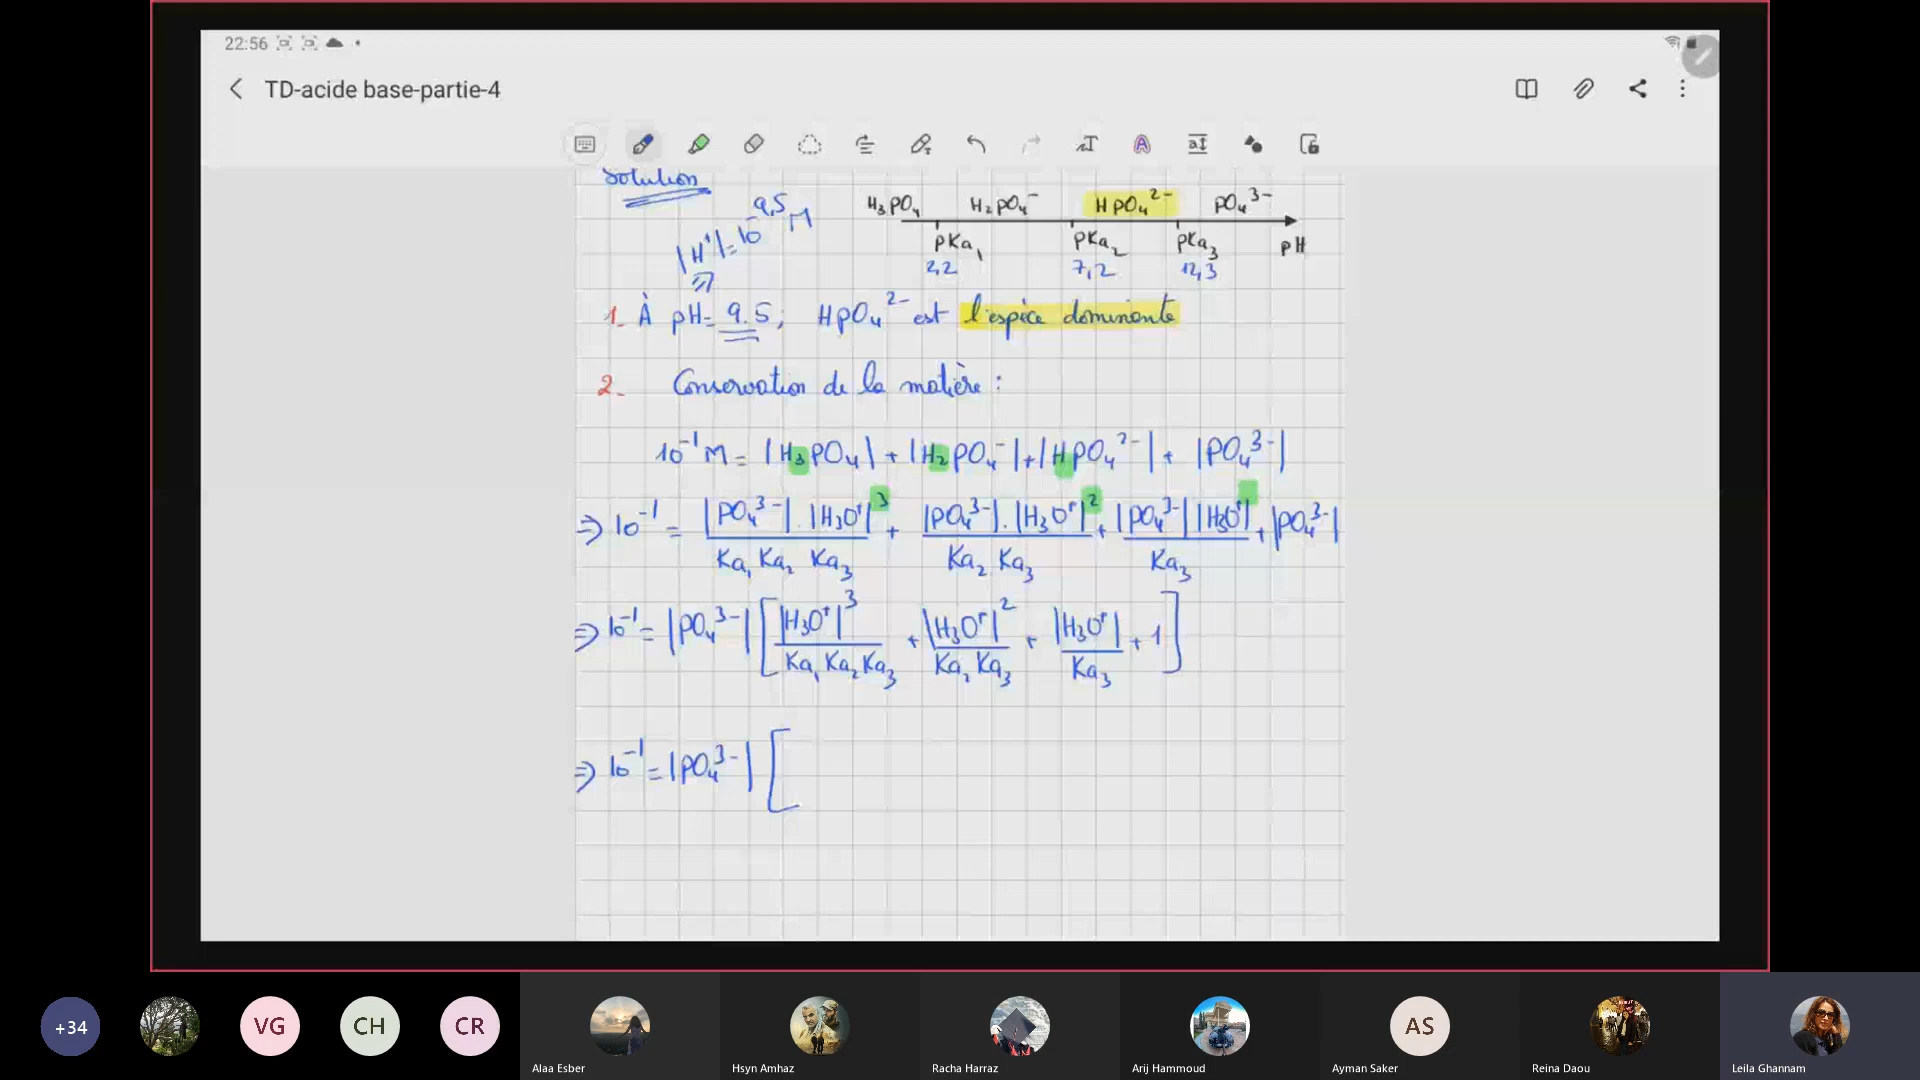 22:56
TD-acide base-partie-4
Solution
|H⁺|= 10^-9,5 M
H₃PO₄ H₂PO₄⁻ HPO₄²⁻ PO₄³⁻
pKa₁ pKa₂ pKa₃ pH
2,2 7,2 12,3
1. À pH= 9.5; HPO₄²⁻ est l'espèce dominante
2. Conservation de la matière :
10⁻¹ M = |H₃PO₄| + |H₂PO₄⁻| + |HPO₄²⁻| + |PO₄³⁻|
⇒ 10⁻¹ = |PO₄³⁻| . |H₃O⁺|³ / Ka₁ Ka₂ Ka₃ + |PO₄³⁻| . |H₃O⁺|² / Ka₂ Ka₃ + |PO₄³⁻| |H₃O⁺| / Ka₃ + |PO₄³⁻|
⇒ 10⁻¹ = |PO₄³⁻| [ |H₃O⁺|³ / Ka₁ Ka₂ Ka₃ + |H₃O⁺|² / Ka₂ Ka₃ + |H₃O⁺| / Ka₃ + 1 ]
⇒ 10⁻¹ = |PO₄³⁻| [
+34 VG CH CR AS
Alaa Esber Hsyn Amhaz Racha Harraz Arij Hammoud Ayman Saker Reina Daou Leila Ghannam